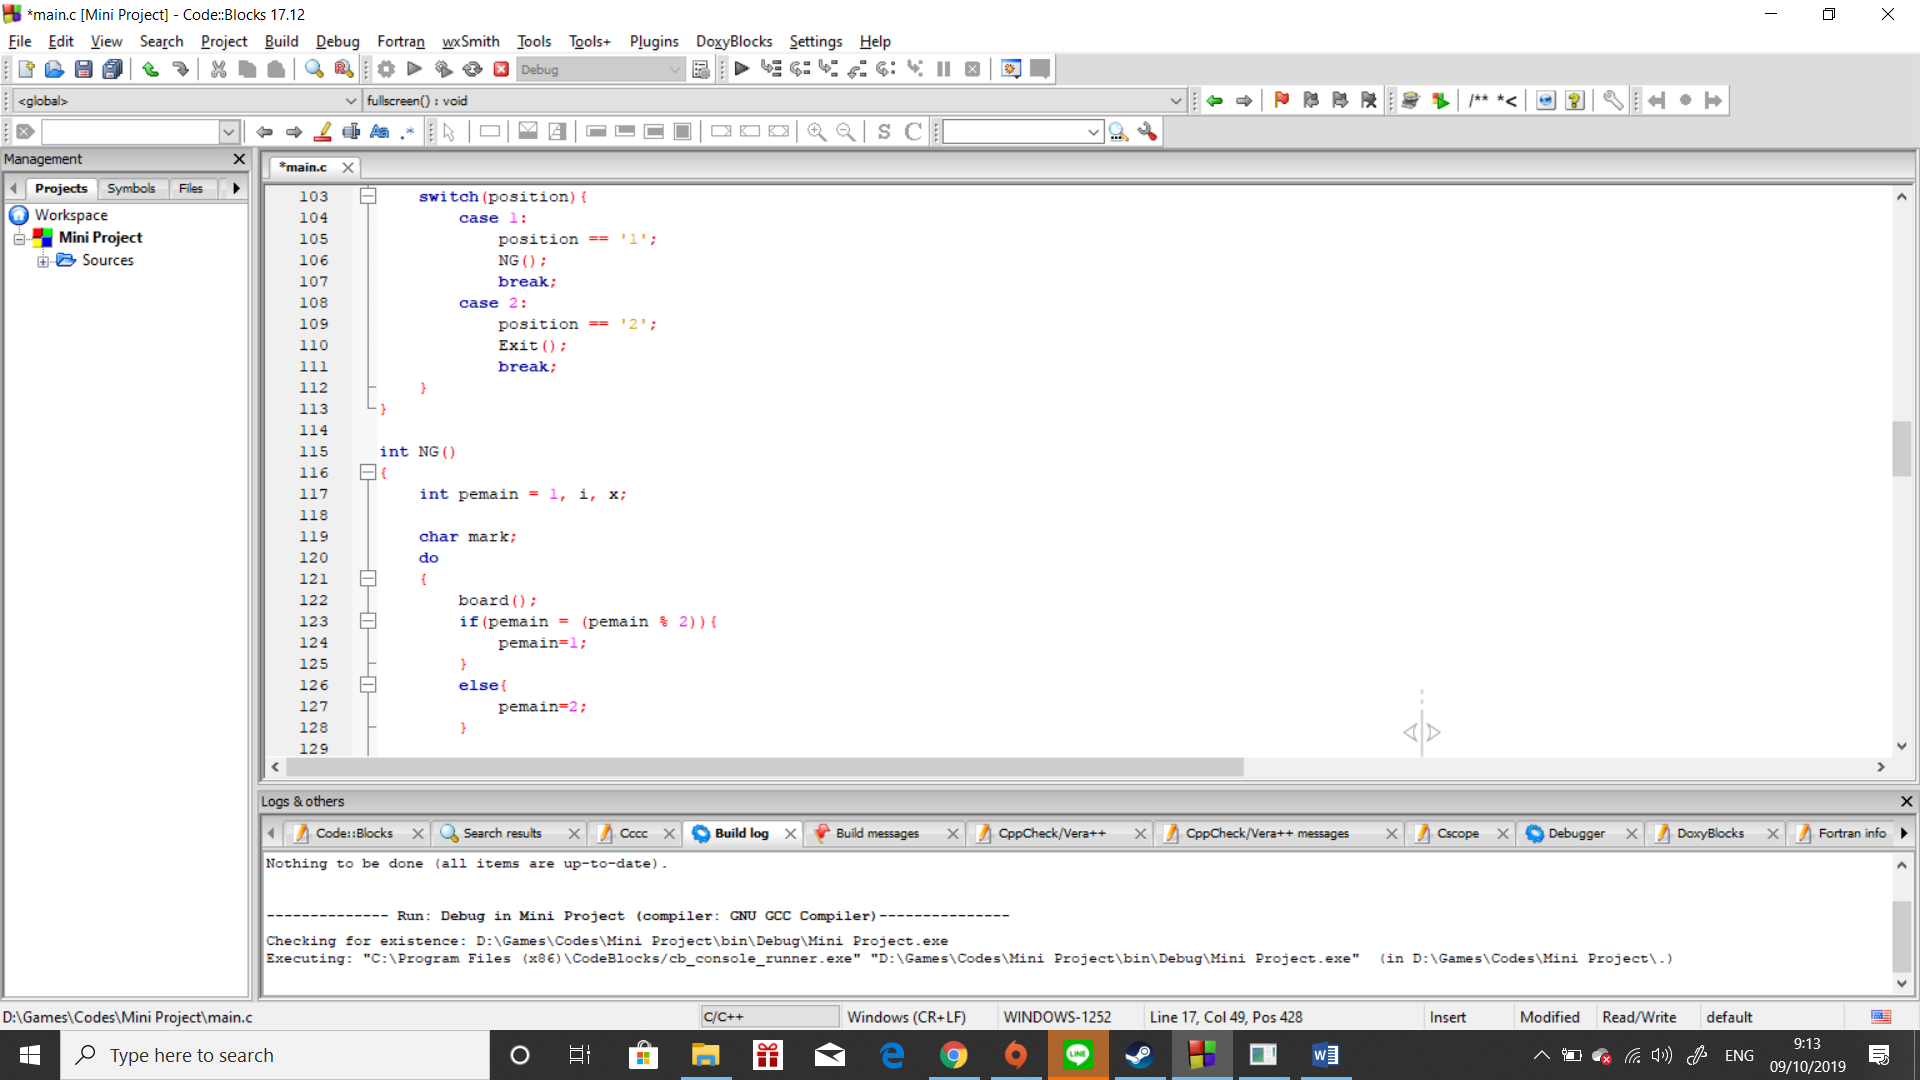 *main.c [Mini Project] - Code::Blocks 17.12
File Edit View Search Project Build Debug Fortran wxSmith Tools Tools+ Plugins DoxyBlocks Settings Help
Debug
<global> fullscreen() : void /** *<
Aa .* S C
Management
*main.c
Projects Symbols Files
Workspace
Mini Project
Sources
103 switch(position){
104 case 1:
105 position == '1';
106 NG();
107 break;
108 case 2:
109 position == '2';
110 Exit();
111 break;
112 }
113 }
114
115 int NG()
116 {
117 int pemain = 1, i, x;
118
119 char mark;
120 do
121 {
122 board();
123 if(pemain = (pemain % 2)){
124 pemain=1;
125 }
126 else{
127 pemain=2;
128 }
129
Logs & others
Code::Blocks Search results Cccc Build log Build messages CppCheck/Vera++ CppCheck/Vera++ messages Cscope Debugger DoxyBlocks Fortran info
Nothing to be done (all items are up-to-date).
-------------- Run: Debug in Mini Project (compiler: GNU GCC Compiler)---------------
Checking for existence: D:\Games\Codes\Mini Project\bin\Debug\Mini Project.exe
Executing: "C:\Program Files (x86)\CodeBlocks/cb_console_runner.exe" "D:\Games\Codes\Mini Project\bin\Debug\Mini Project.exe"  (in D:\Games\Codes\Mini Project\.)
D:\Games\Codes\Mini Project\main.c C/C++ Windows (CR+LF) WINDOWS-1252 Line 17, Col 49, Pos 428 Insert Modified Read/Write default
Type here to search
LINE
ENG
9:13
09/10/2019